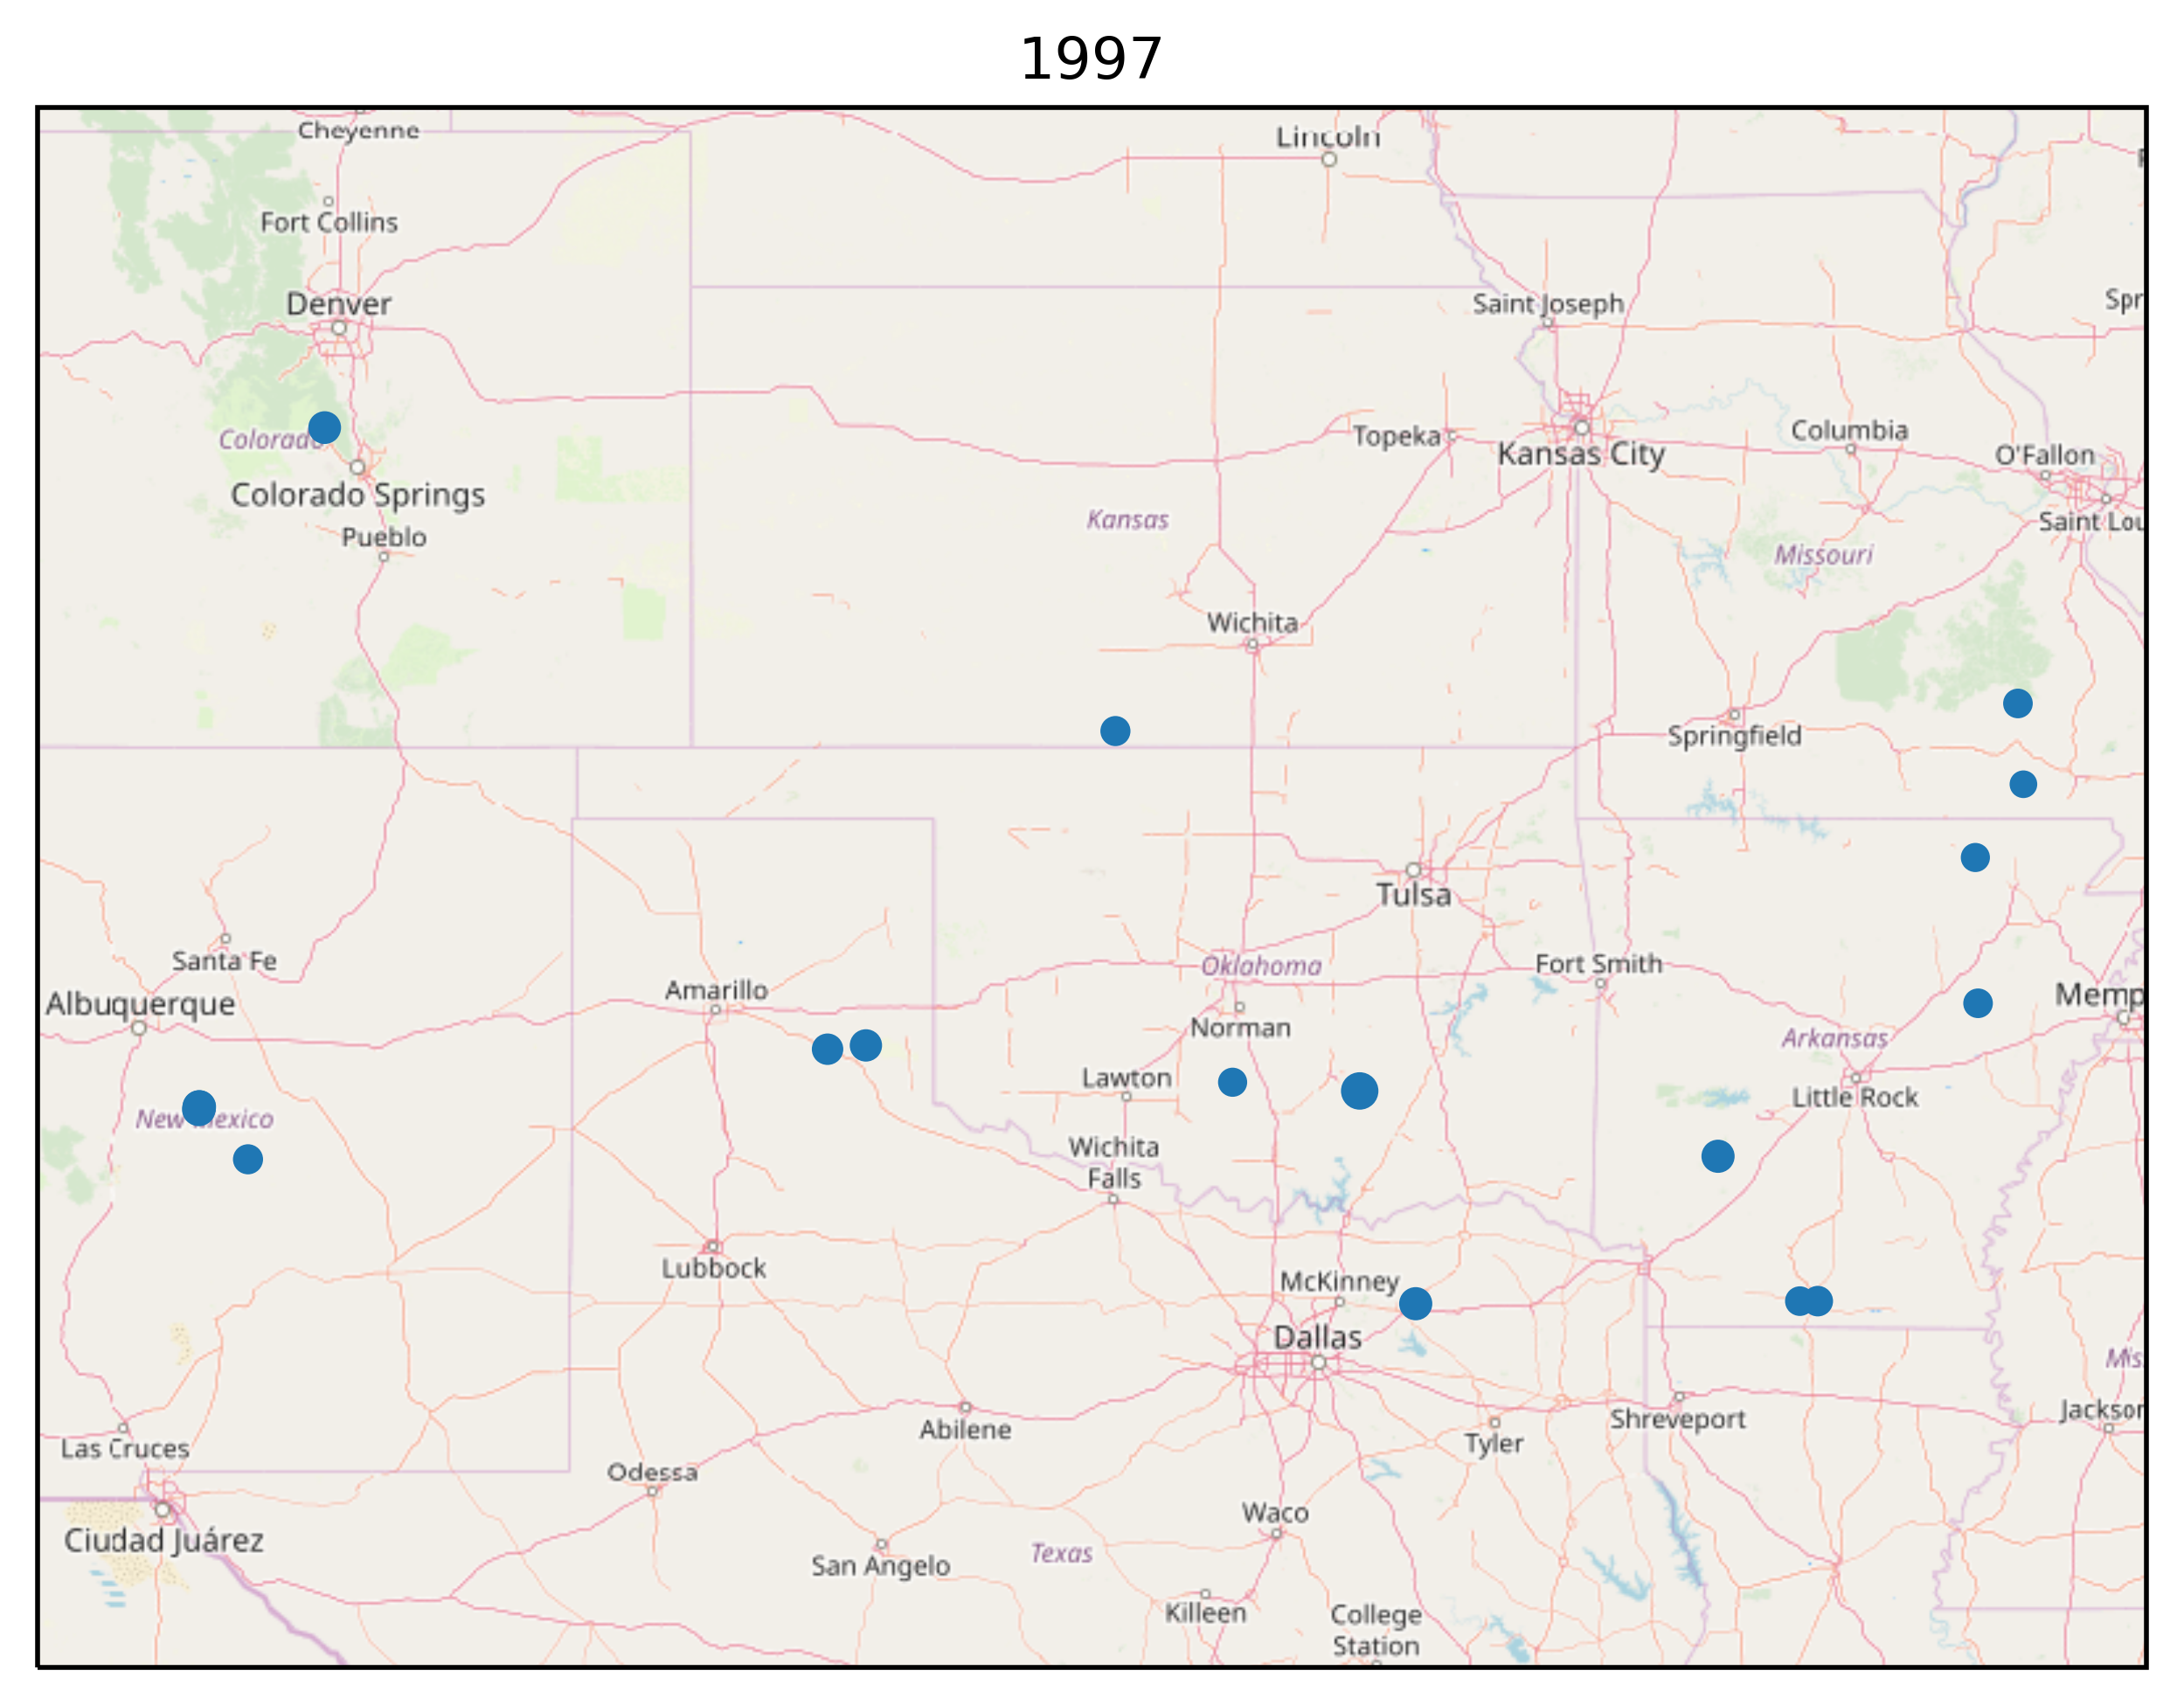 1997
Cheyenne
Lincoln
Fort Collins
Denver
Saint Joseph
Spr
Colorado
Topeka
Kansas City
Columbia
O'Fallon
Colorado Springs
Kansas
Saint Lou
Pueblo
Missouri
Wichita
Springfield
Tulsa
Santa Fe
Oklahoma
Fort Smith
Albuquerque
Amarillo
Memp
Norman
Arkansas
Lawton
Little Rock
New Mexico
Wichita
Falls
Lubbock
McKinney
Dallas
Mis
Abilene
Shreveport
Jackson
Las Cruces
Tyler
Odessa
Waco
Ciudad Juárez
San Angelo
Texas
Killeen
College
Station